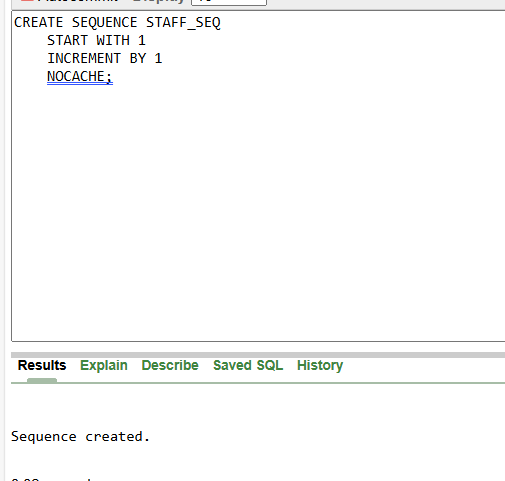 CREATE SEQUENCE STAFF_SEQ
START WITH 1
INCREMENT BY 1
NOCACHE;
Results Explain Describe Saved SQL History
Sequence created.